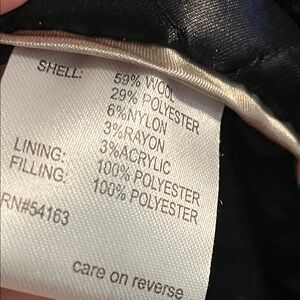 SHELL: 59% WOOL
29% POLYESTER
6%NYLON
3%RAYON
3%ACRYLIC
LINING: 100% POLYESTER
FILLING: 100% POLYESTER
RN#54163
care on reverse